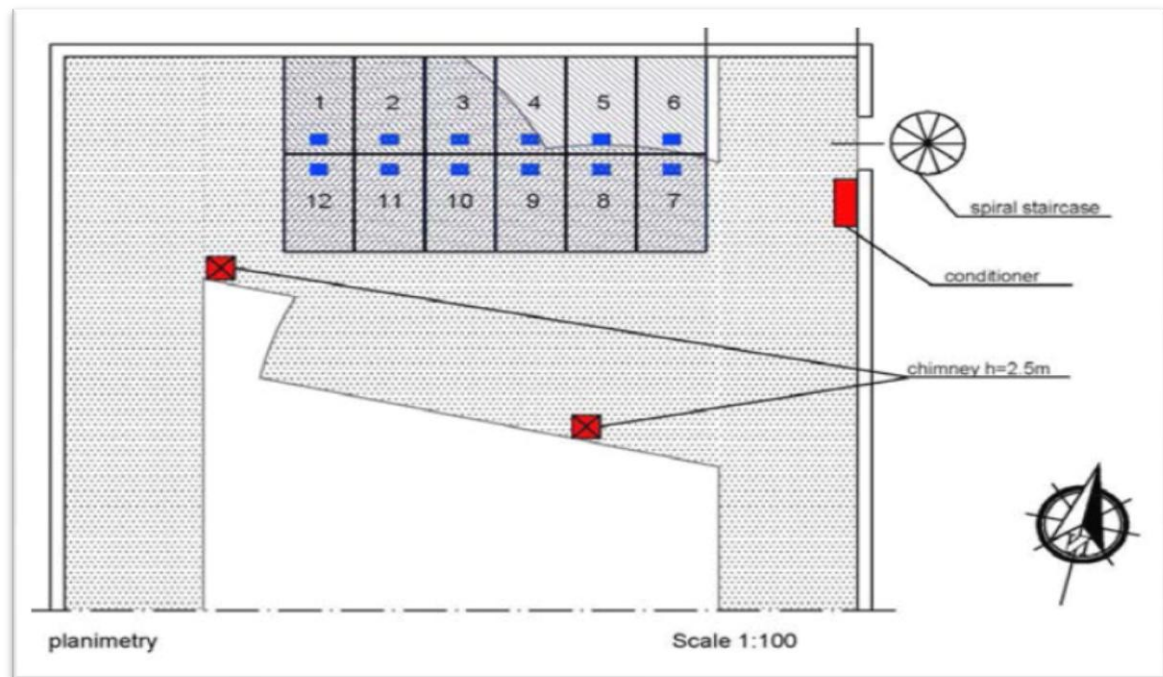 1 2 3 4 5 6
12 11 10 9 8 7
spiral staircase
conditioner
chimney h=2.5m
planimetry
Scale 1:100